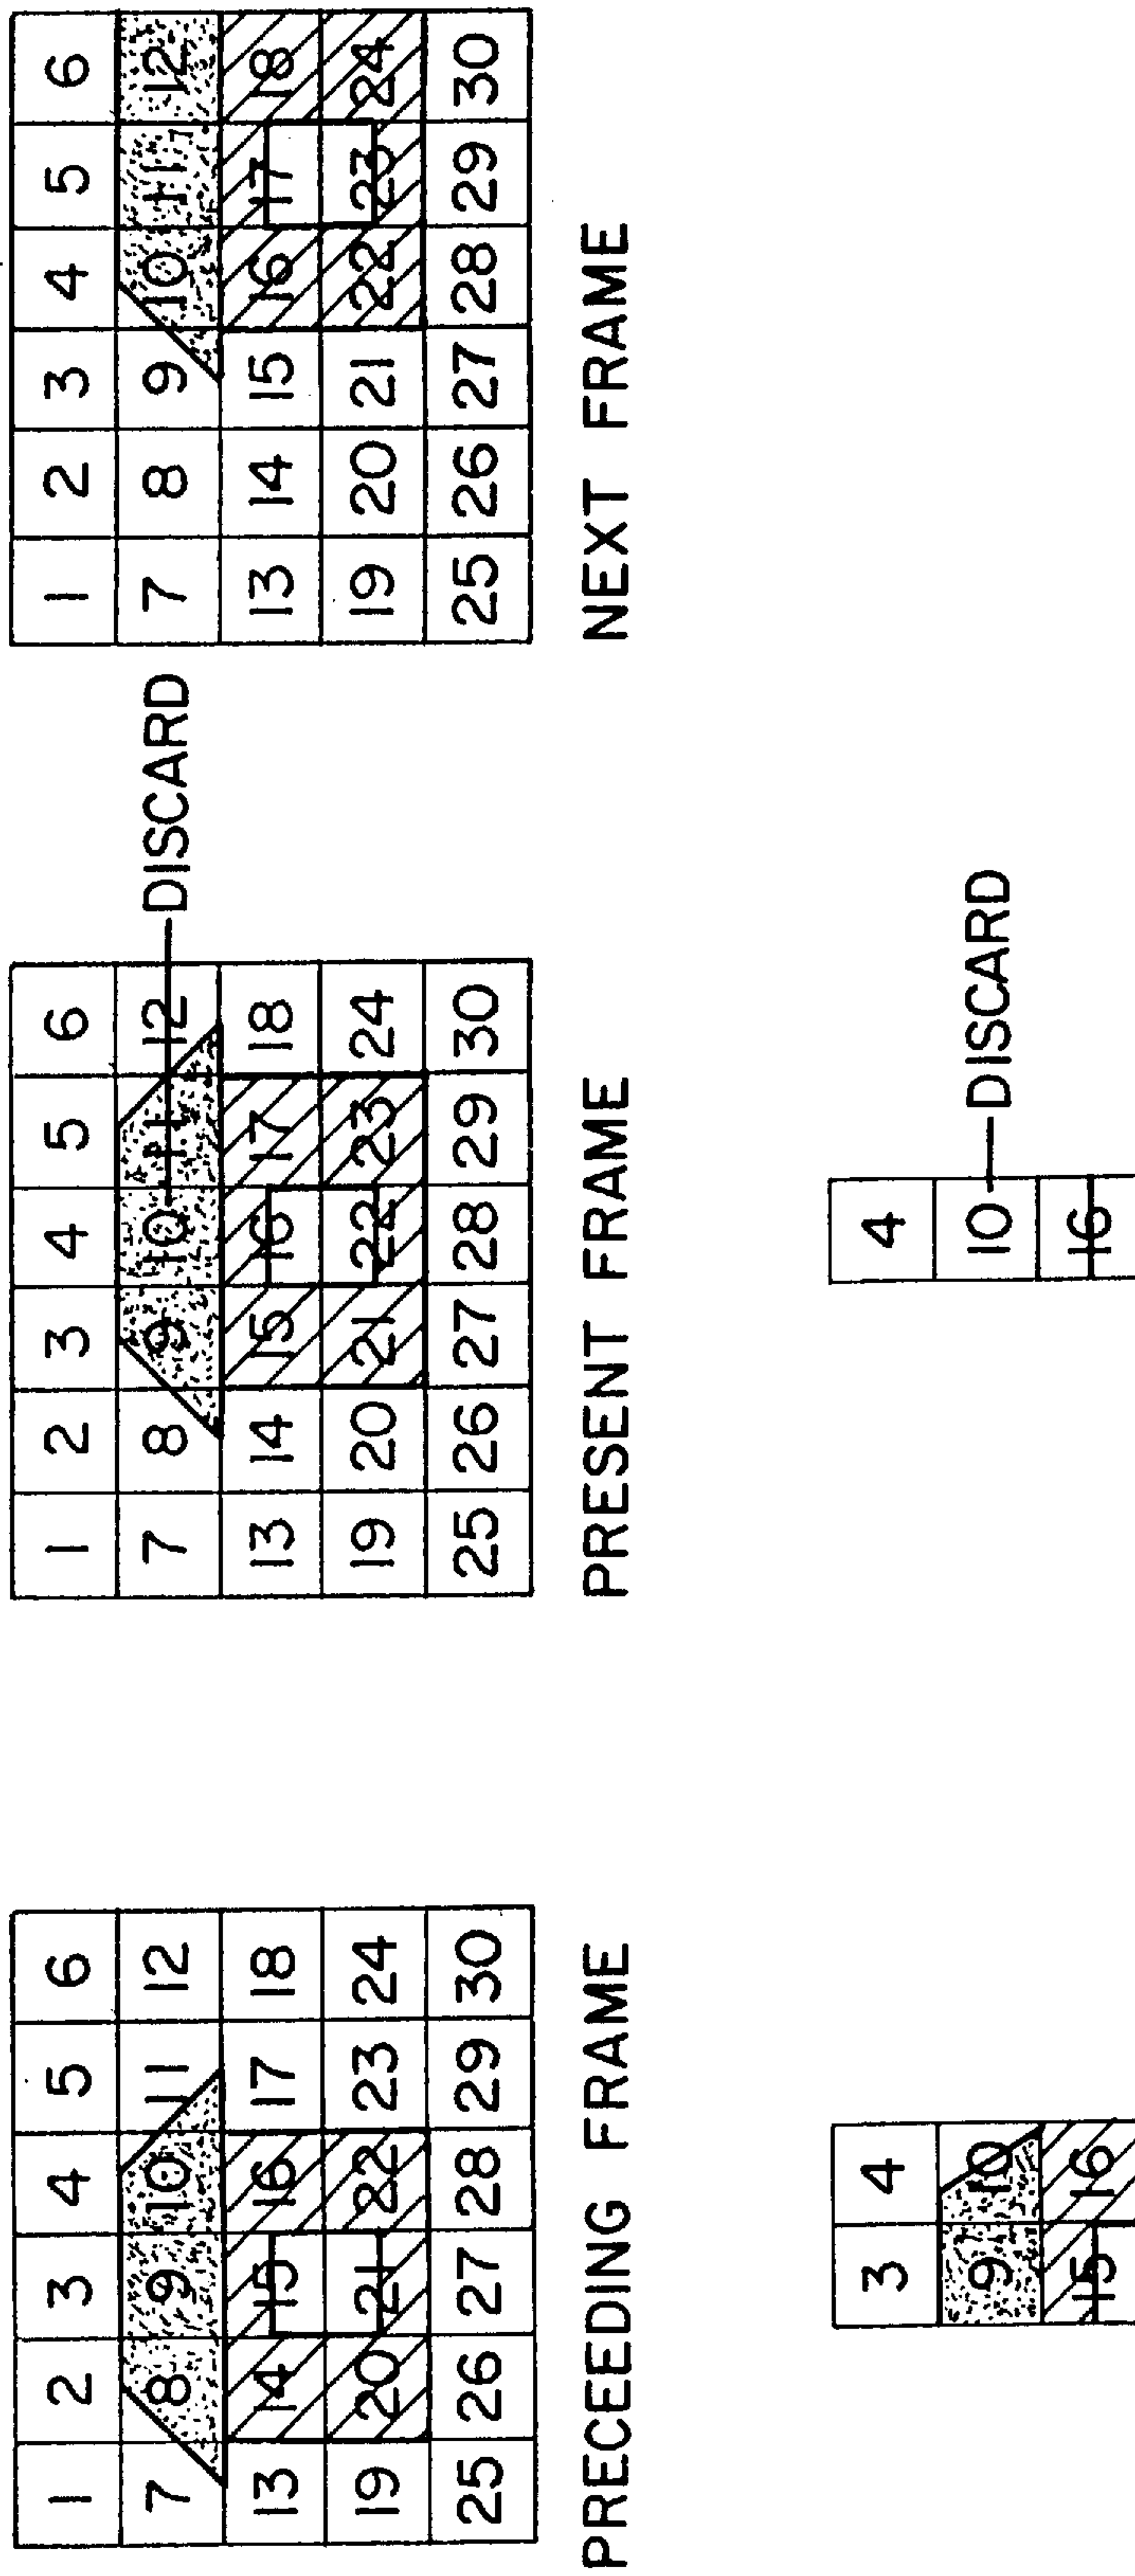 1 2 3 4 5 6
7 8 9 10 11 12
13 14 15 16 17 18
19 20 21 22 23 24
25 26 27 28 29 30
PRECEEDING FRAME
1 2 3 4 5 6
7 8 9 10 11 12 DISCARD
13 14 15 16 17 18
19 20 21 22 23 24
25 26 27 28 29 30
PRESENT FRAME
1 2 3 4 5 6
7 8 9 10 11 12
13 14 15 16 17 18
19 20 21 22 23 24
25 26 27 28 29 30
NEXT FRAME
3 4
9 10
15 16
4
10 DISCARD
16